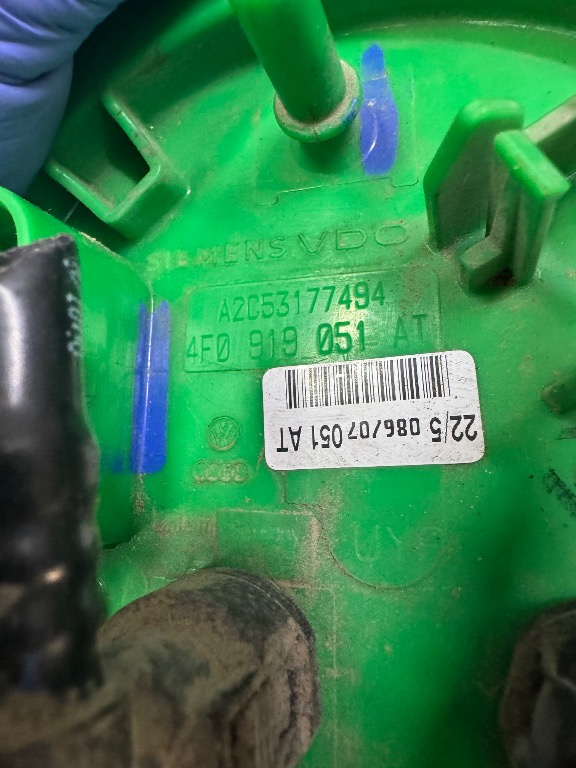 SIEMENS VDO
A2C53177494
4F0 919 051 AT
22/5 086/07 051 AT